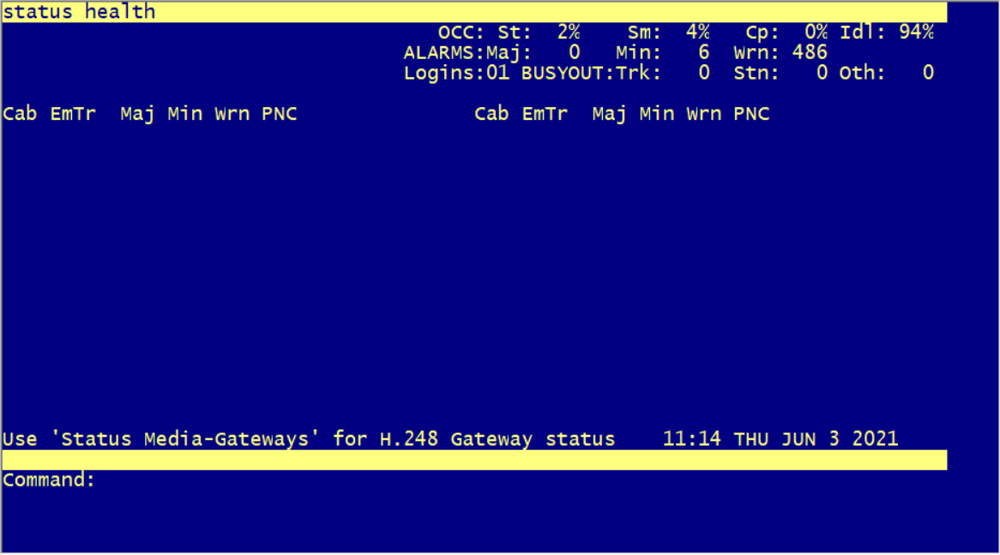 status health
OCC: St: 2% Sm: 4% Cp: 0% Idl: 94%
ALARMS:Maj: 0 Min: 6 Wrn: 486
Logins:01 BUSYOUT:Trk: 0 Stn: 0 Oth: 0
Cab EmTr Maj Min Wrn PNC Cab EmTr Maj Min Wrn PNC
Use 'Status Media-Gateways' for H.248 Gateway status 11:14 THU JUN 3 2021
Command: